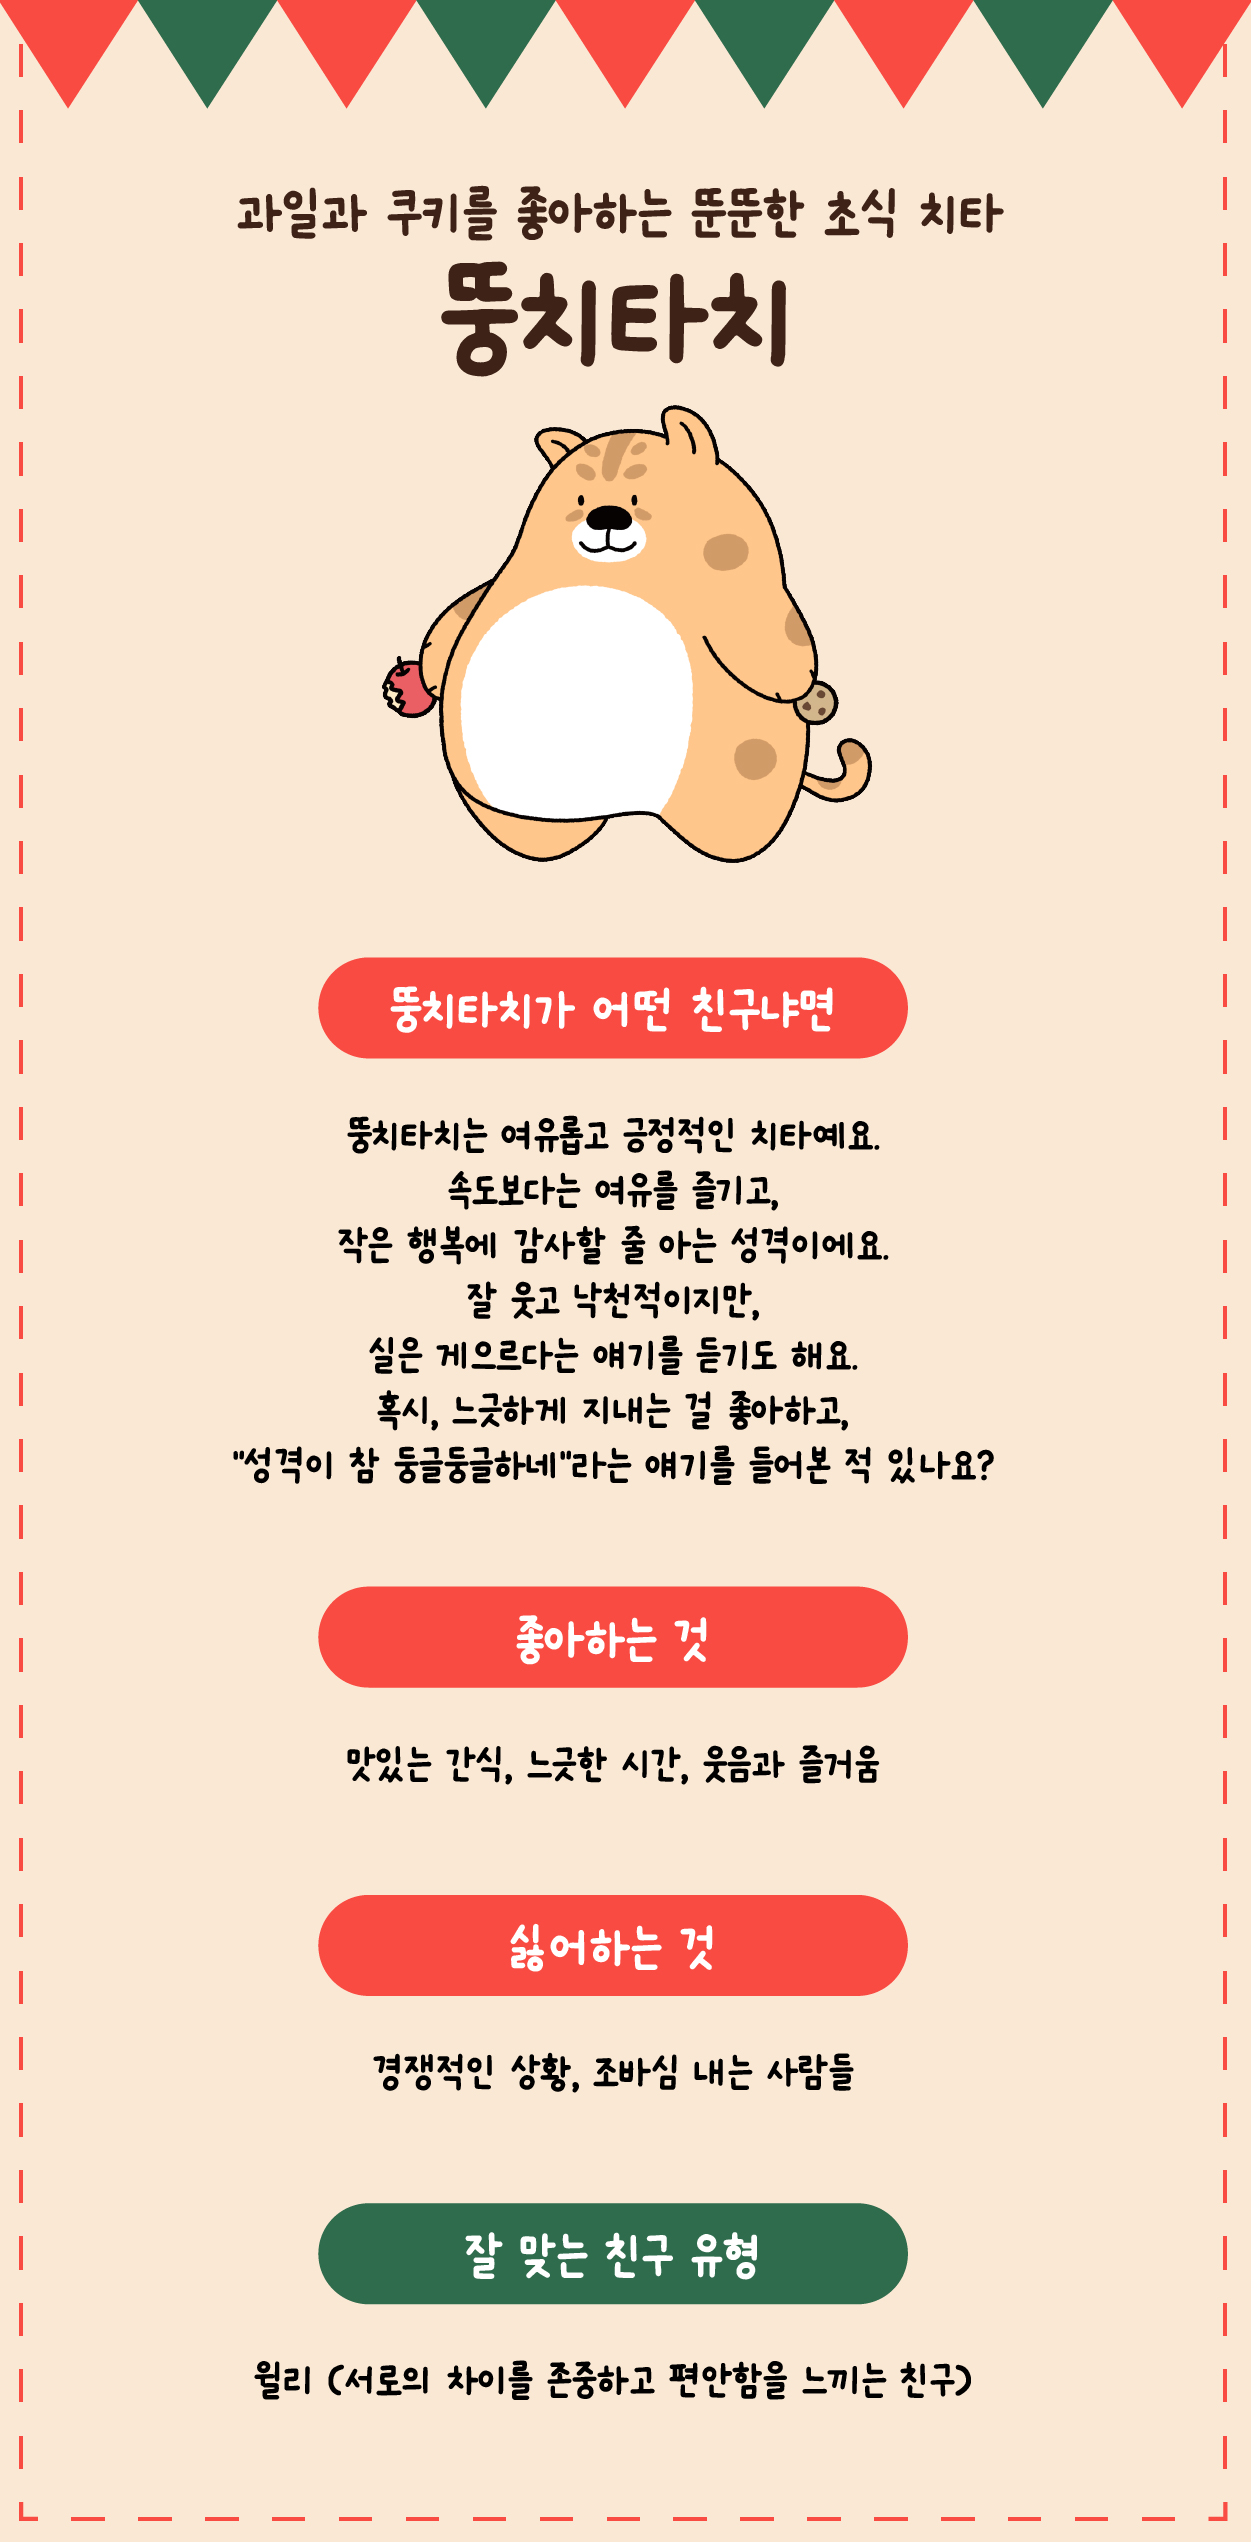 과일과 쿠키를 좋아하는 뚠뚠한 초식 치타
뚱치타치
뚱치타치가 어떤 친구냐면
뚱치타치는 여유롭고 긍정적인 치타예요.
속도보다는 여유를 즐기고,
작은 행복에 감사할 줄 아는 성격이에요.
잘 웃고 낙천적이지만,
실은 게으르다는 얘기를 듣기도 해요.
혹시, 느긋하게 지내는 걸 좋아하고,
"성격이 참 둥글둥글하네"라는 얘기를 들어본 적 있나요?
좋아하는 것
맛있는 간식, 느긋한 시간, 웃음과 즐거움
싫어하는 것
경쟁적인 상황, 조바심 내는 사람들
잘 맞는 친구 유형
월리 (서로의 차이를 존중하고 편안함을 느끼는 친구)